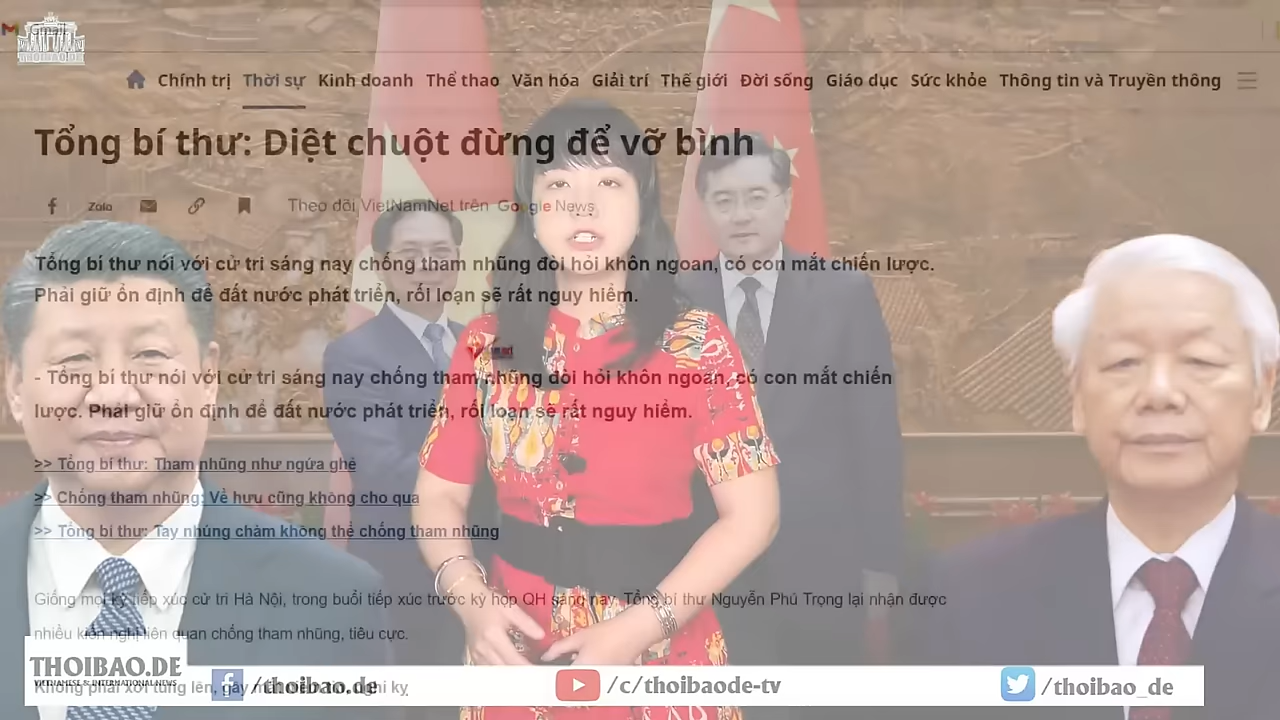 Gmail
THOIBAO.DE
Chính trị Thời sự Kinh doanh Thể thao Văn hóa Giải trí Thế giới Đời sống Giáo dục Sức khỏe Thông tin và Truyền thông
Tổng bí thư: Diệt chuột đừng để vỡ bình
Zalo Theo dõi VietNamNet trên Google News
Tổng bí thư nói với cử tri sáng nay chống tham nhũng đòi hỏi khôn ngoan, có con mắt chiến lược.
Phải giữ ổn định để đất nước phát triển, rối loạn sẽ rất nguy hiểm.
- Tổng bí thư nói với cử tri sáng nay chống tham nhũng đòi hỏi khôn ngoan, có con mắt chiến
lược. Phải giữ ổn định để đất nước phát triển, rối loạn sẽ rất nguy hiểm.
>> Tổng bí thư: Tham nhũng như ngứa ghẻ
>> Chống tham nhũng: Về hưu cũng không cho qua
>> Tổng bí thư: Tay nhúng chàm không thể chống tham nhũng
Giống mọi kỳ tiếp xúc cử tri Hà Nội, trong buổi tiếp xúc trước kỳ họp QH sáng nay, Tổng bí thư Nguyễn Phú Trọng lại nhận được
nhiều kiến nghị liên quan chống tham nhũng, tiêu cực.
THOIBAO.DE
VIETNAMESE & INTERNATIONAL NEWS
/thoibao.de
/c/thoibaode-tv
/thoibao_de